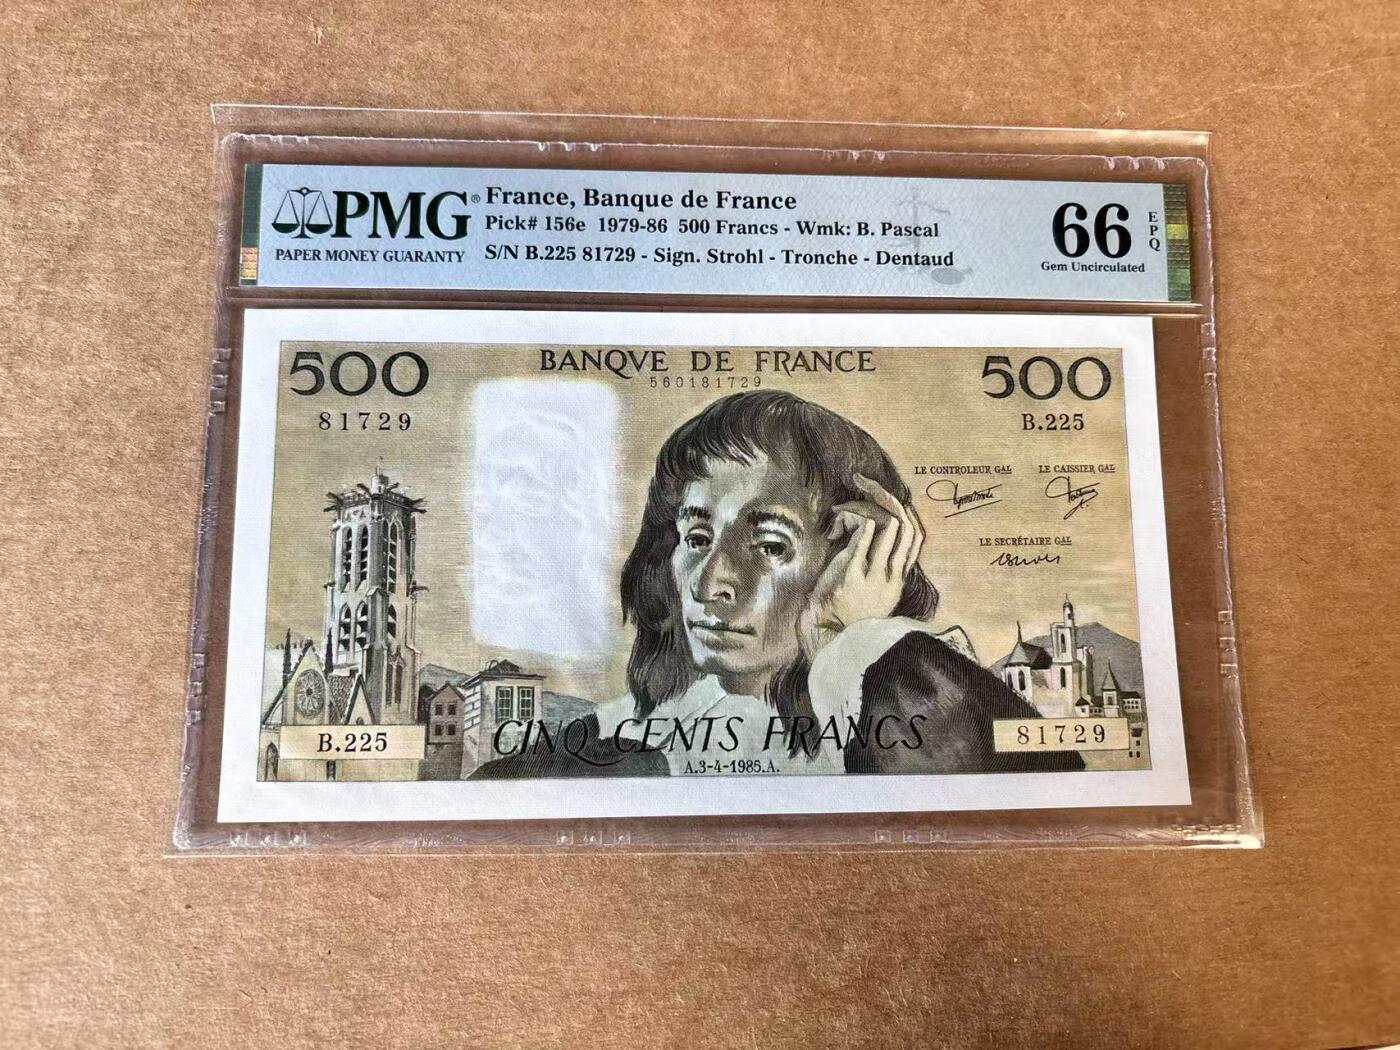 PMG®
PAPER MONEY GUARANTY
France, Banque de France
Pick# 156e 1979-86 500 Francs - Wmk: B. Pascal
S/N B.225 81729 - Sign. Strohl - Tronche - Dentaud
66
EPQ
Gem Uncirculated
500
BANQVE DE FRANCE
500
560181729
81729
B.225
LE CONTROLEUR GAL
LE CAISSIER GAL
LE SECRÉTAIRE GAL
B.225
CINQ CENTS FRANCS
81729
A.3-4-1985.A.